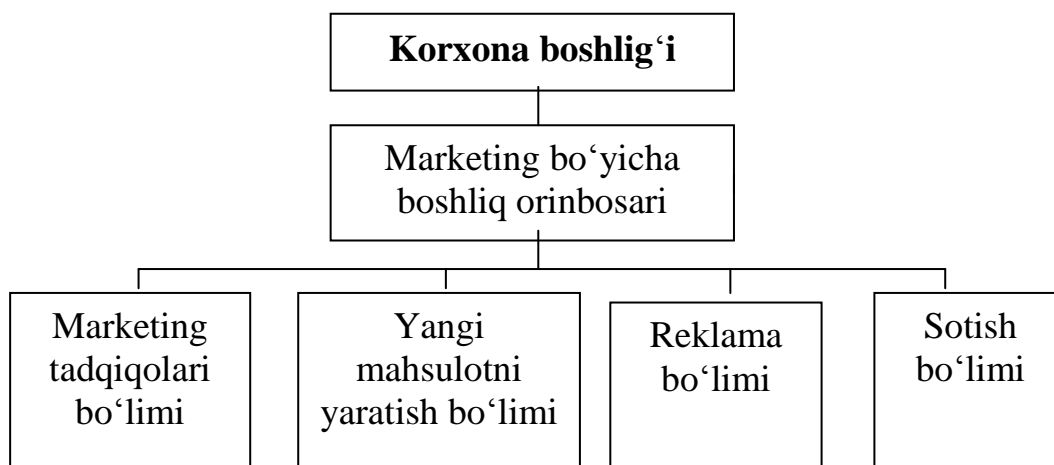 Korxona boshlig‘i
Marketing bo‘yicha
boshliq orinbosari
Marketing
tadqiqolari
bo‘limi
Yangi
mahsulotni
yaratish bo‘limi
Reklama
bo‘limi
Sotish
bo‘limi